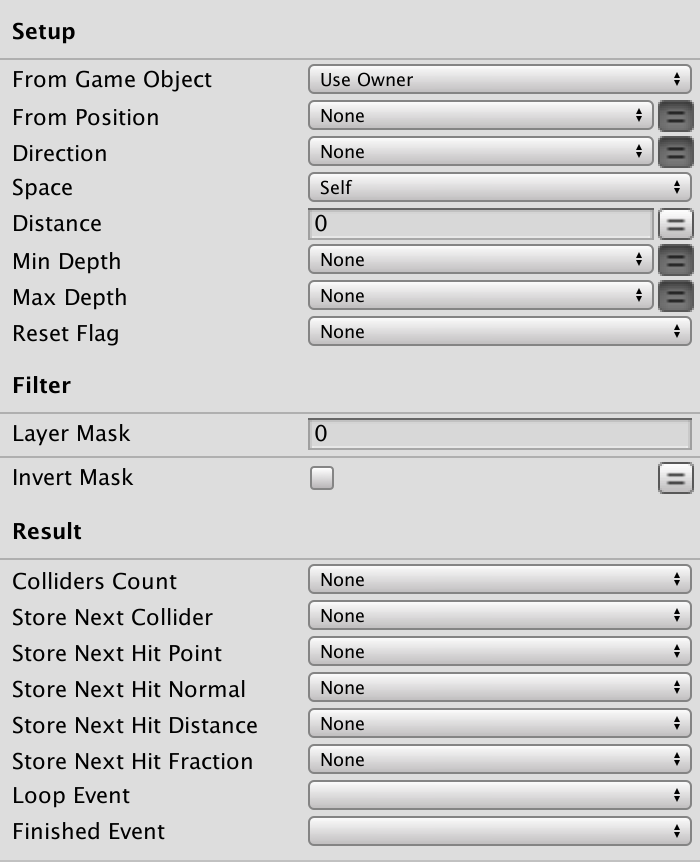 Setup
From Game Object Use Owner
From Position None
Direction None
Space Self
Distance 0
Min Depth None
Max Depth None
Reset Flag None
Filter
Layer Mask 0
Invert Mask
Result
Colliders Count None
Store Next Collider None
Store Next Hit Point None
Store Next Hit Normal None
Store Next Hit Distance None
Store Next Hit Fraction None
Loop Event
Finished Event